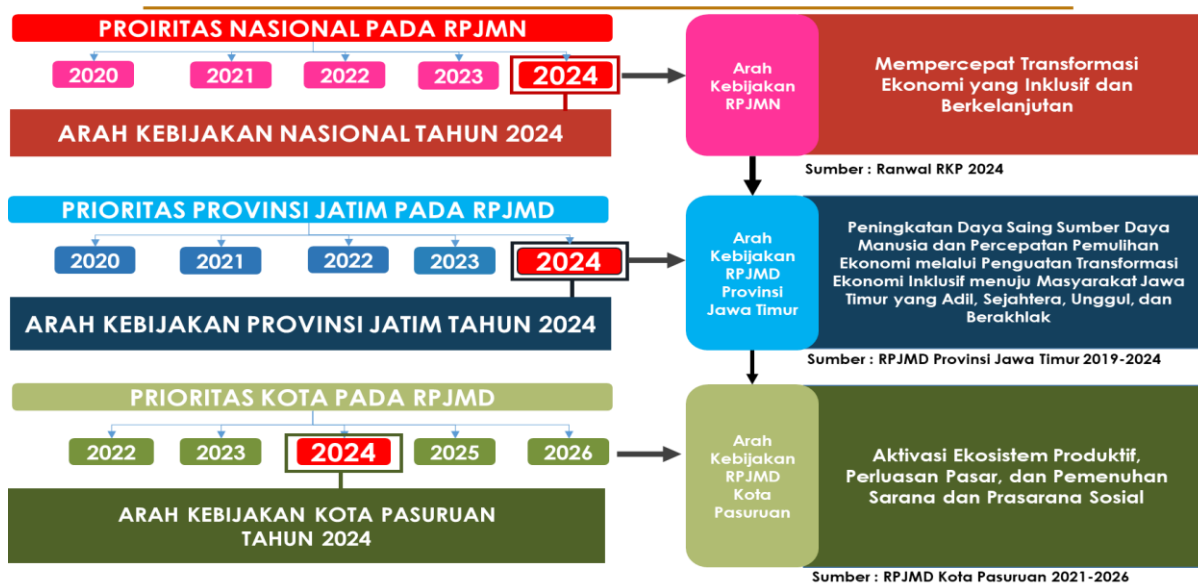 PROIRITAS NASIONAL PADA RPJMN
2020
2021
2022
2023
2024
ARAH KEBIJAKAN NASIONAL TAHUN 2024
Arah
Kebijakan
RPJMN
Mempercepat Transformasi
Ekonomi yang Inklusif dan
Berkelanjutan
Sumber : Ranwal RKP 2024
PRIORITAS PROVINSI JATIM PADA RPJMD
2020
2021
2022
2023
2024
ARAH KEBIJAKAN PROVINSI JATIM TAHUN 2024
Arah
Kebijakan
RPJMD
Provinsi
Jawa Timur
Peningkatan Daya Saing Sumber Daya
Manusia dan Percepatan Pemulihan
Ekonomi melalui Penguatan Transformasi
Ekonomi Inklusif menuju Masyarakat Jawa
Timur yang Adil, Sejahtera, Unggul, dan
Berakhlak
Sumber : RPJMD Provinsi Jawa Timur 2019-2024
PRIORITAS KOTA PADA RPJMD
2022
2023
2024
2025
2026
ARAH KEBIJAKAN KOTA PASURUAN
TAHUN 2024
Arah
Kebijakan
RPJMD
Kota
Pasuruan
Aktivasi Ekosistem Produktif,
Perluasan Pasar, dan Pemenuhan
Sarana dan Prasarana Sosial
Sumber : RPJMD Kota Pasuruan 2021-2026